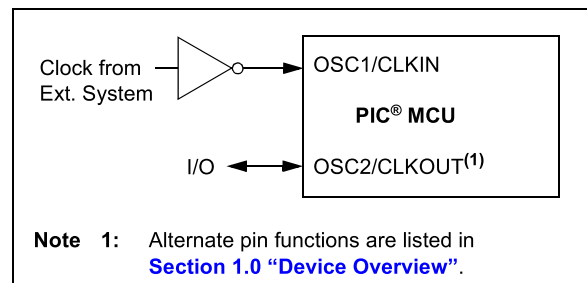 Clock from
Ext. System
OSC1/CLKIN
PIC® MCU
I/O
OSC2/CLKOUT(1)
Note 1: Alternate pin functions are listed in
Section 1.0 “Device Overview”.